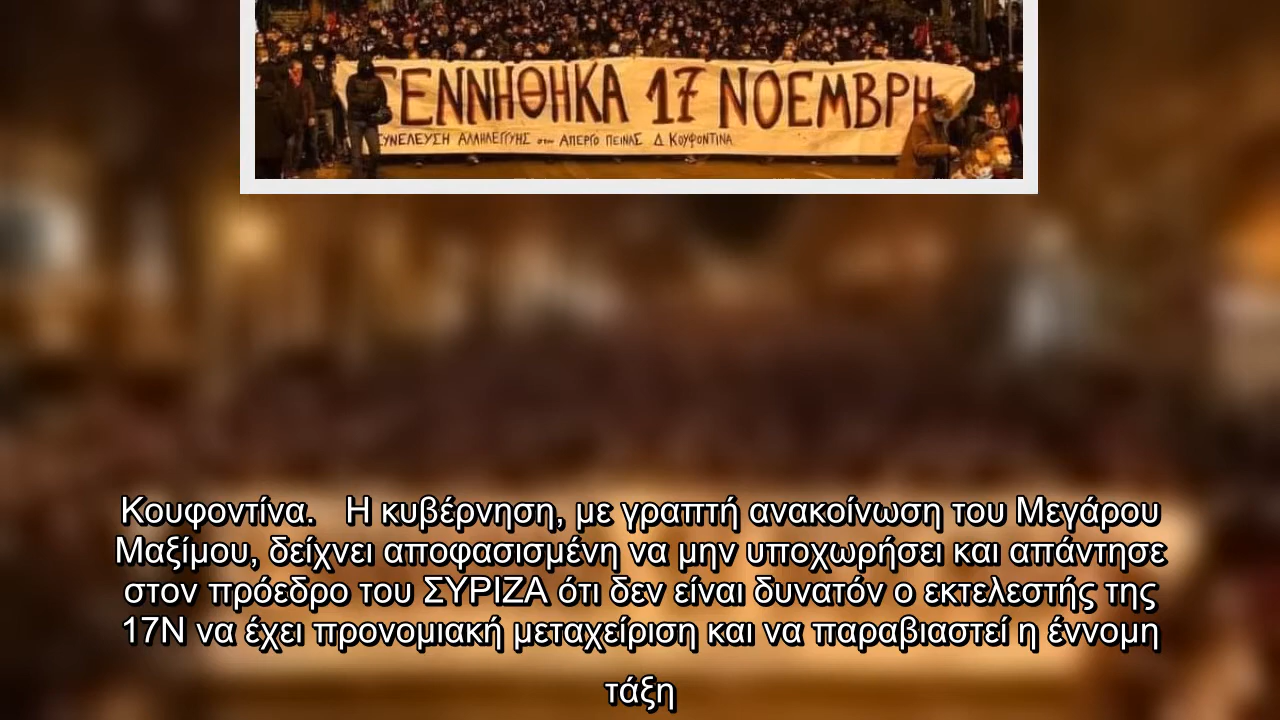 ΓΕΝΝΗΘΗΚΑ 17 ΝΟΕΜΒΡΗ
ΣΥΝΕΛΕΥΣΗ ΑΛΛΗΛΕΓΓΥΗΣ στον ΑΠΕΡΓΟ ΠΕΙΝΑΣ Δ. ΚΟΥΦΟΝΤΙΝΑ
Κουφοντίνα. Η κυβέρνηση, με γραπτή ανακοίνωση του Μεγάρου
Μαξίμου, δείχνει αποφασισμένη να μην υποχωρήσει και απάντησε
στον πρόεδρο του ΣΥΡΙΖΑ ότι δεν είναι δυνατόν ο εκτελεστής της
17Ν να έχει προνομιακή μεταχείριση και να παραβιαστεί η έννομη
τάξη